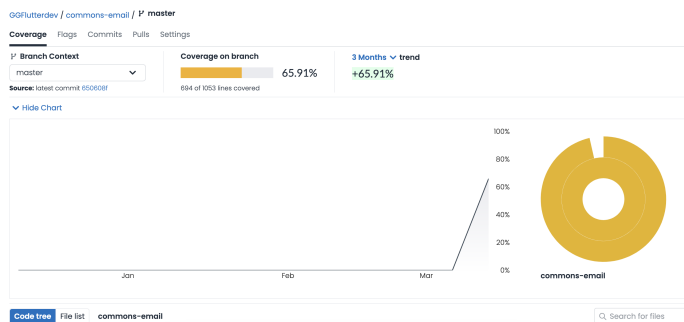 GGFlutterdev / commons-email / master
Coverage Flags Commits Pulls Settings
Branch Context
master
Source: latest commit 650608f
Coverage on branch
65.91%
694 of 1053 lines covered
3 Months trend
+65.91%
Hide Chart
100%
80%
60%
40%
20%
0%
Jan Feb Mar
commons-email
Code tree File list commons-email
Search for files